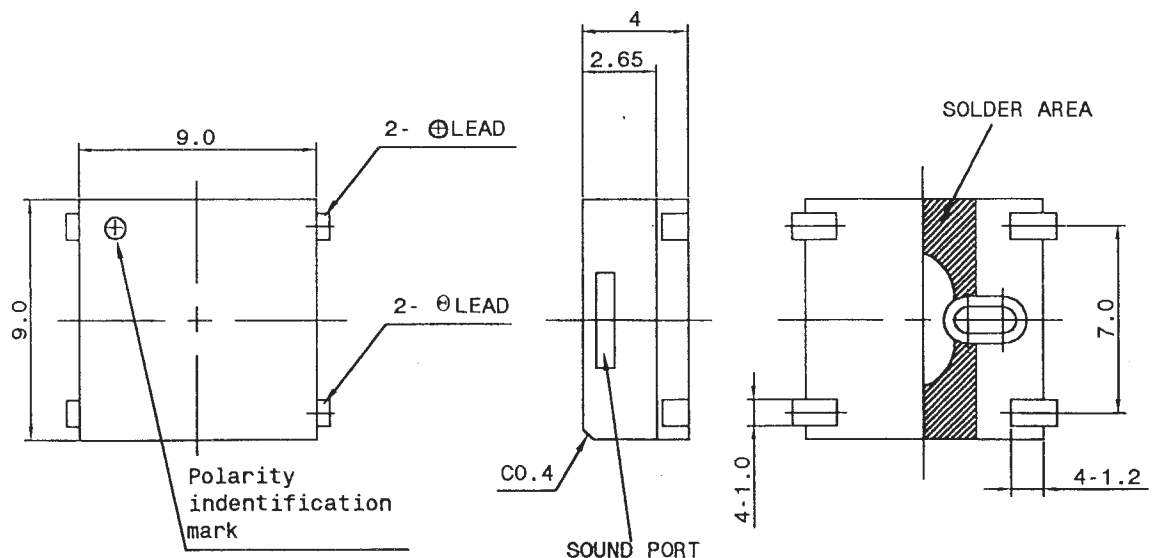 4
2.65
SOLDER AREA
2- ⊕LEAD
9.0
9.0
2- ⊖LEAD
7.0
Polarity
indentification
mark
C0.4
4-1.0
4-1.2
SOUND PORT